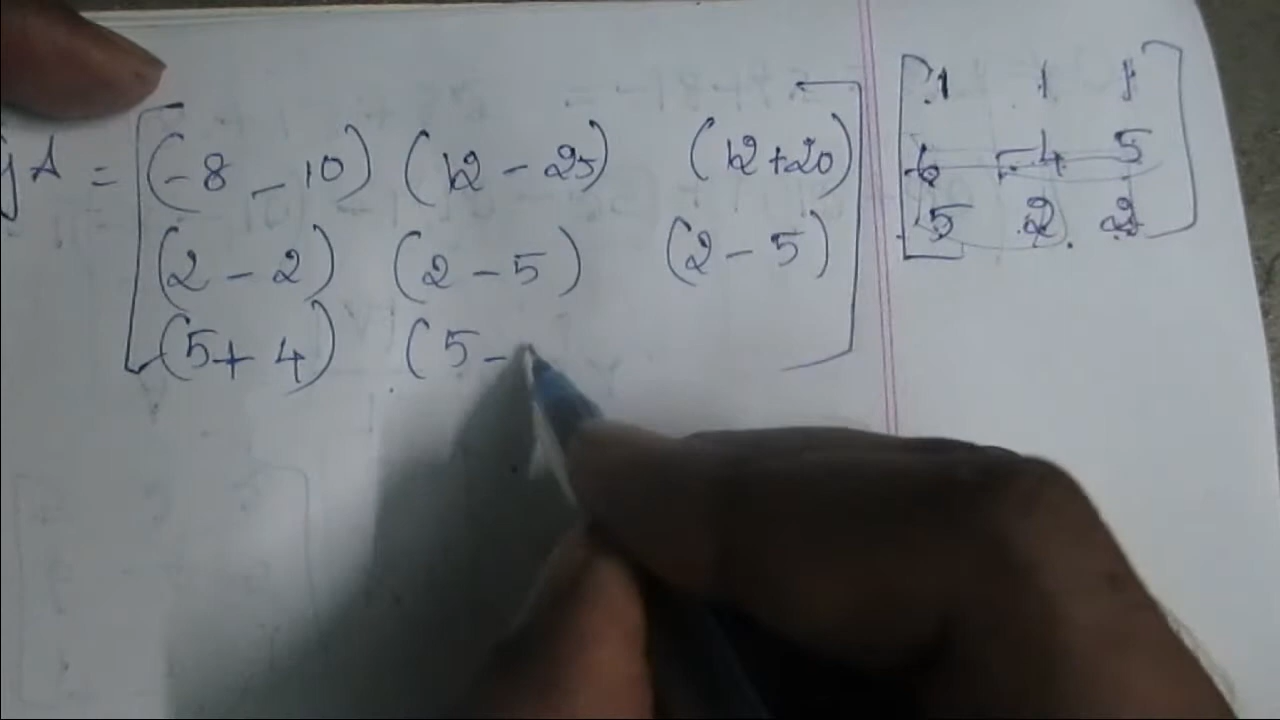 jA = (-8 - 10) (12 - 25) (12+20)
(2 - 2) (2 - 5) (2 - 5)
(5+ 4) (5 -
1 1 1
6 -4 5
5 2 2